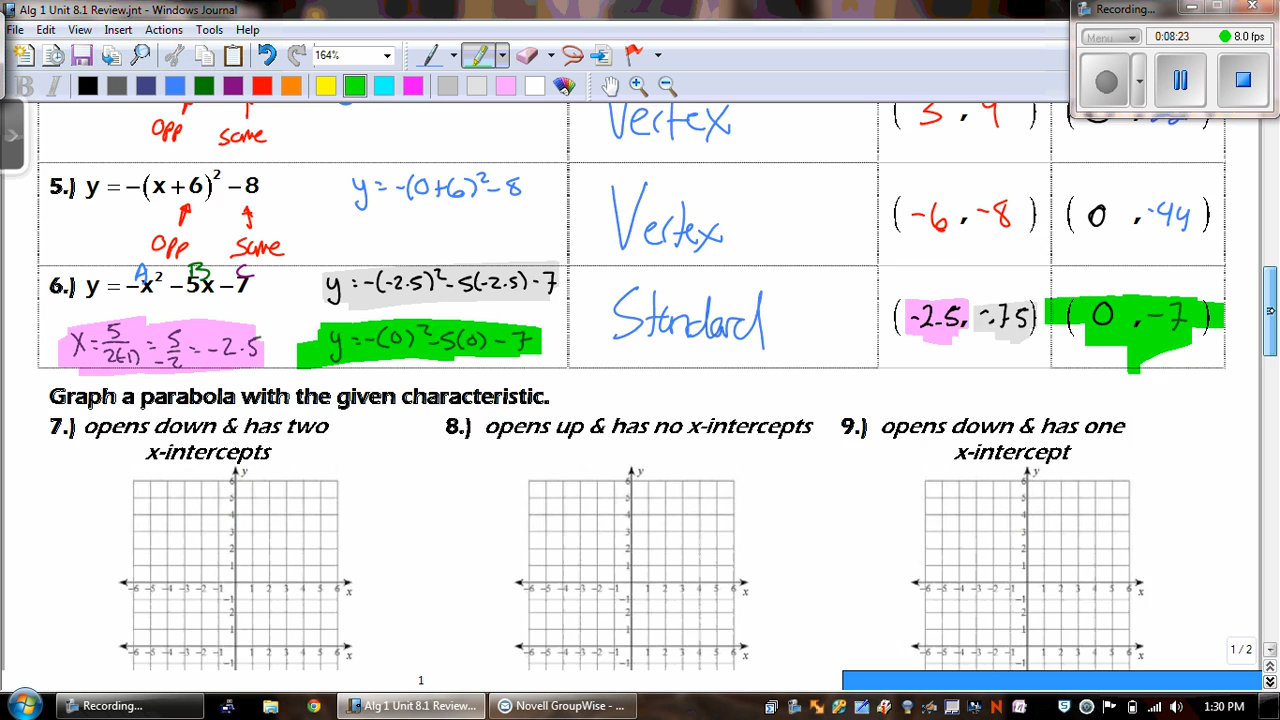 Alg 1 Unit 8.1 Review.jnt - Windows Journal
Recording...
File Edit View Insert Actions Tools Help
Menu
0:08:23 8.0 fps
164%
Opp same
Vertex
5.) y = -(x + 6)² - 8 y = -(0+6)² - 8 Vertex (-6, -8) (0, -44)
Opp same
A B C
6.) y = -x² - 5x - 7 y = -(-2.5)² - 5(-2.5) - 7 Standard (-2.5, -.75) (0, -7)
x = 5/2(-1) = 5/-2 = -2.5 y = -(0)² - 5(0) - 7
Graph a parabola with the given characteristic.
7.) opens down & has two x-intercepts
8.) opens up & has no x-intercepts
9.) opens down & has one x-intercept
y y y
x x x
x x x
1 / 2
1
Recording... Alg 1 Unit 8.1 Review... Novell GroupWise - ... 1:30 PM